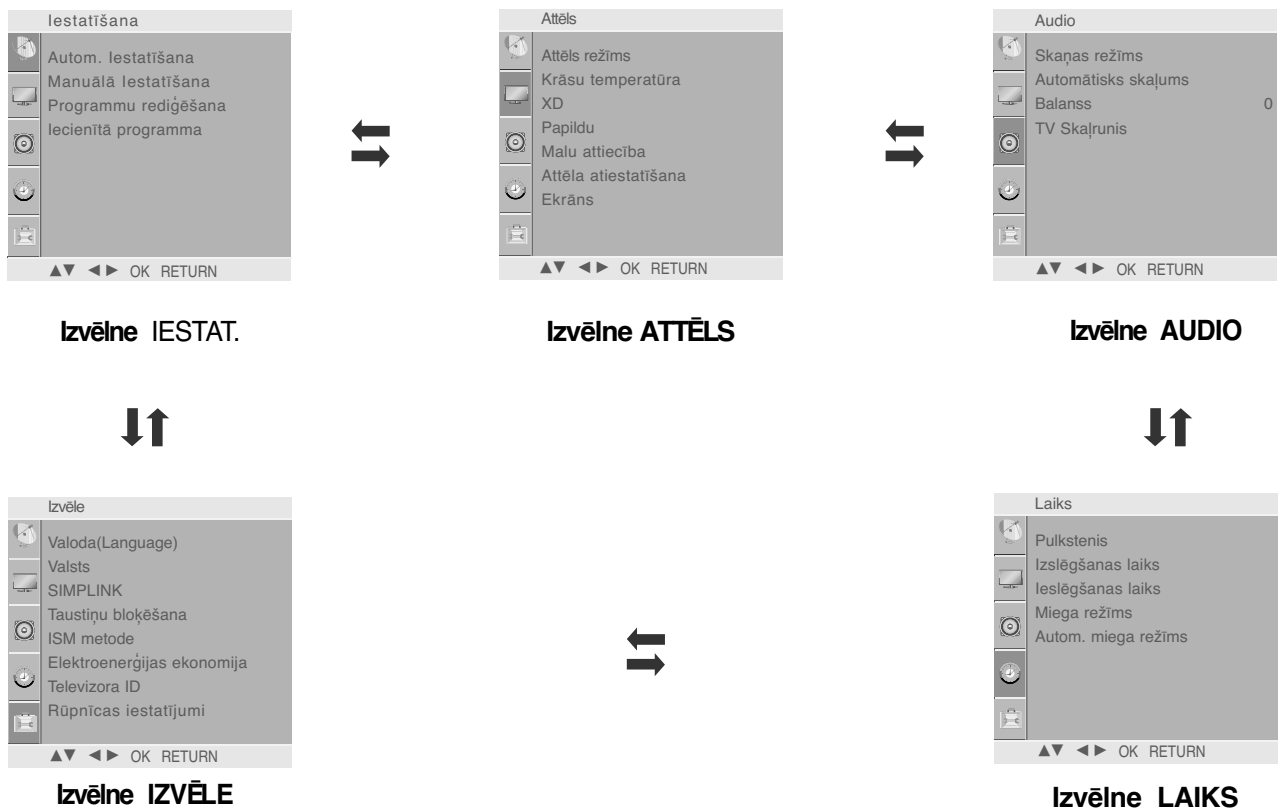 Iestatīšana
Autom. Iestatīšana
Manuālā Iestatīšana
Programmu rediģēšana
Iecienītā programma
▲▼ ◄► OK RETURN
Izvēlne IESTAT.
Attēls
Attēls režīms
Krāsu temperatūra
XD
Papildu
Malu attiecība
Attēla atiestatīšana
Ekrāns
▲▼ ◄► OK RETURN
Izvēlne ATTĒLS
Audio
Skaņas režīms
Automātisks skaļums
Balanss 0
TV Skaļrunis
▲▼ ◄► OK RETURN
Izvēlne AUDIO
Izvēle
Valoda(Language)
Valsts
SIMPLINK
Taustiņu bloķēšana
ISM metode
Elektroenerģijas ekonomija
Televizora ID
Rūpnīcas iestatījumi
▲▼ ◄► OK RETURN
Izvēlne IZVĒLE
Laiks
Pulkstenis
Izslēgšanas laiks
Ieslēgšanas laiks
Miega režīms
Autom. miega režīms
▲▼ ◄► OK RETURN
Izvēlne LAIKS